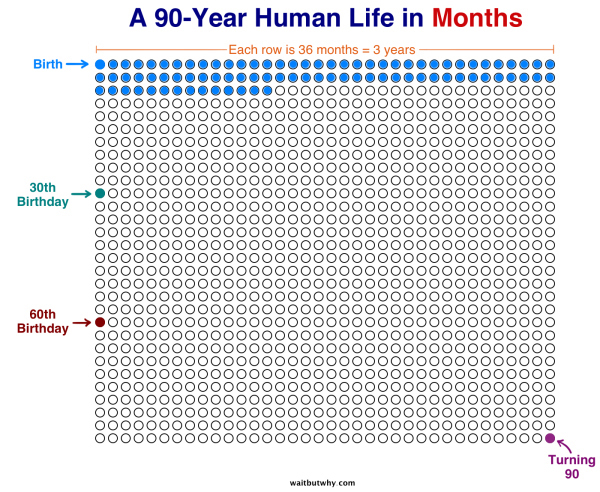 A 90-Year Human Life in Months
Each row is 36 months = 3 years
Birth
30th
Birthday
60th
Birthday
Turning
90
waitbutwhy.com